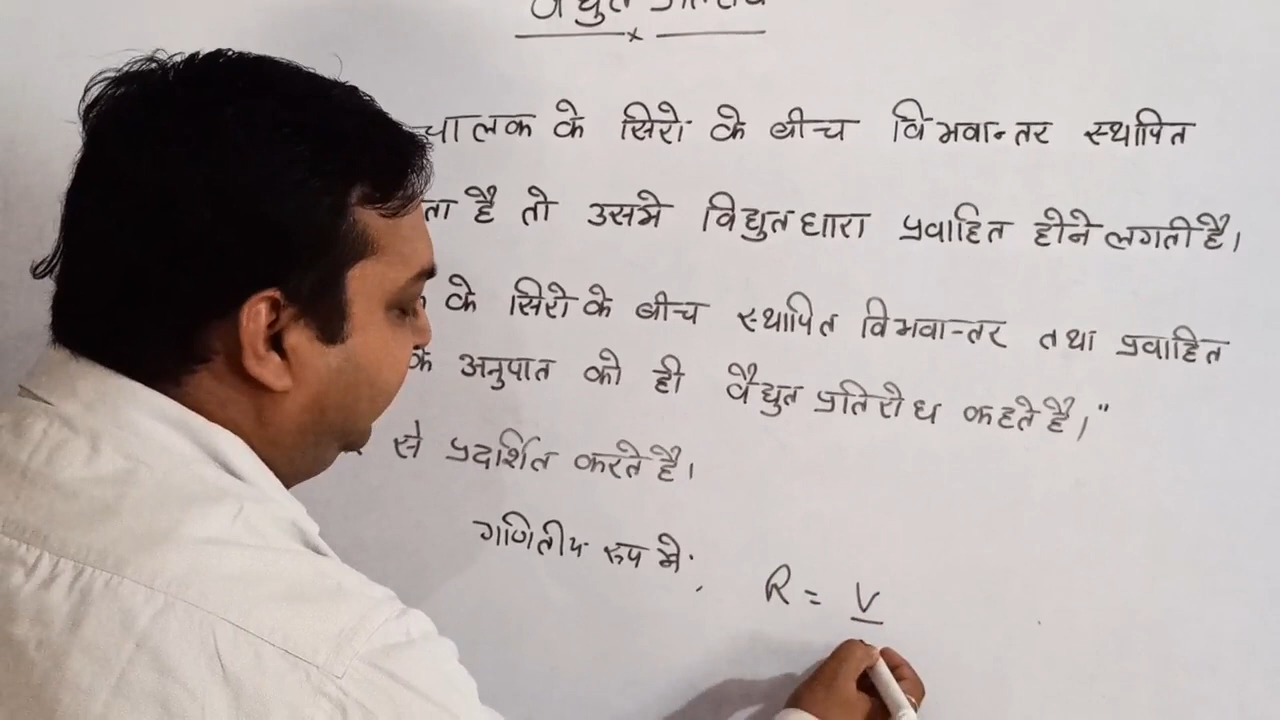 चालक के सिरो के बीच विभवान्तर स्थापित
ता है तो उसमे विद्युत धारा प्रवाहित होने लगती है।
के सिरो के बीच स्थापित विभवान्तर तथा प्रवाहित
के अनुपात को ही वैद्युत प्रतिरोध कहते है।"
से प्रदर्शित करते है।
गणितीय रुप मे, R = V